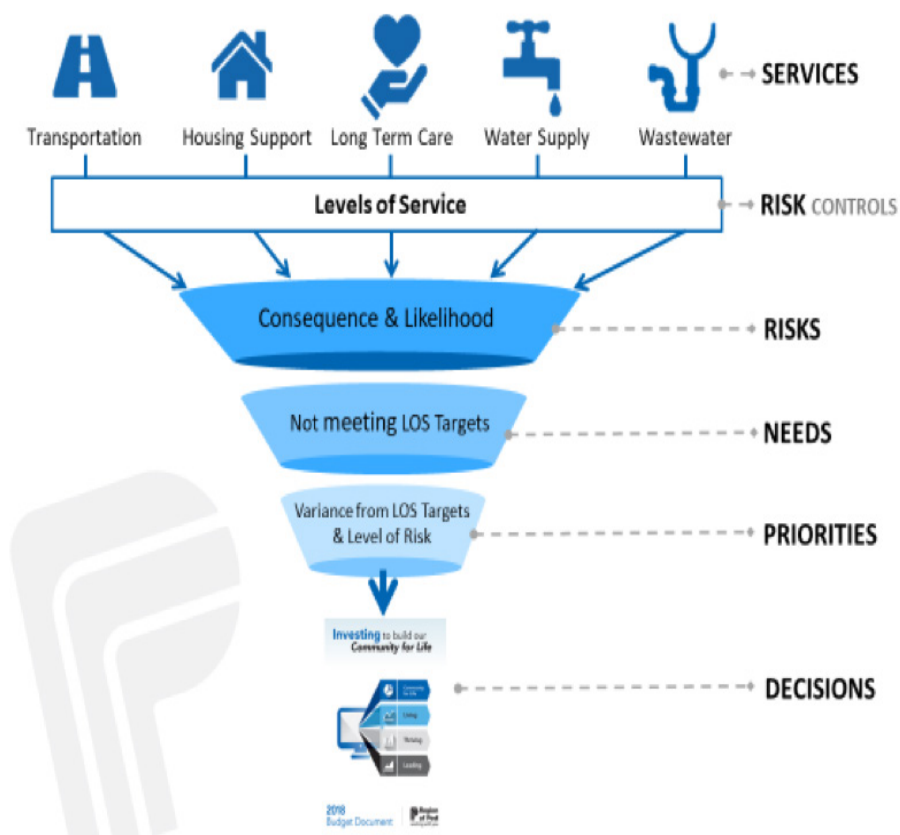 SERVICES
Transportation
Housing Support
Long Term Care
Water Supply
Wastewater
Levels of Service
RISK CONTROLS
Consequence & Likelihood
RISKS
Not meeting LOS Targets
NEEDS
Variance from LOS Targets
& Level of Risk
PRIORITIES
Investing to build our
Community for Life
DECISIONS
Living
Thriving
Leading
2018
Budget Document
Region
of Peel